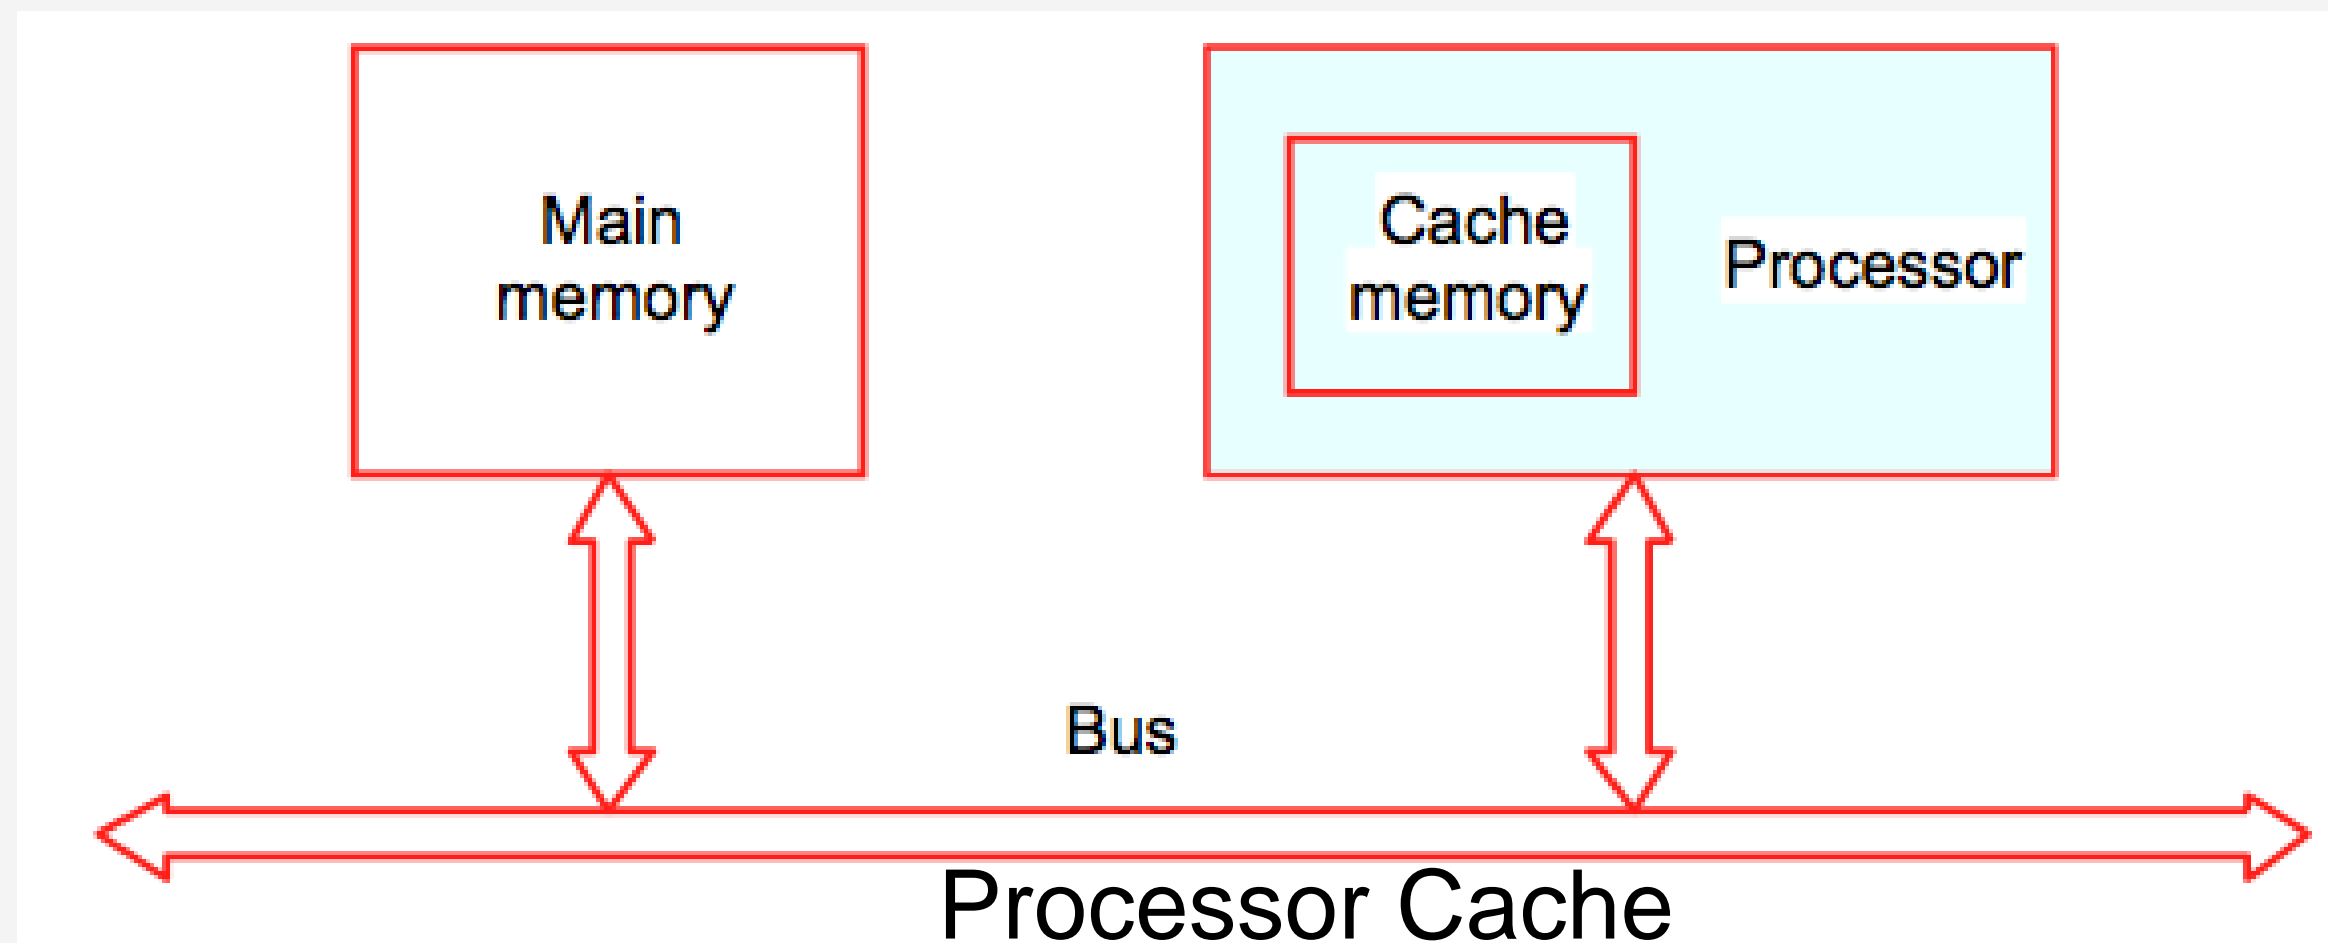 Main
memory
Cache
memory
Processor
Bus
Processor Cache